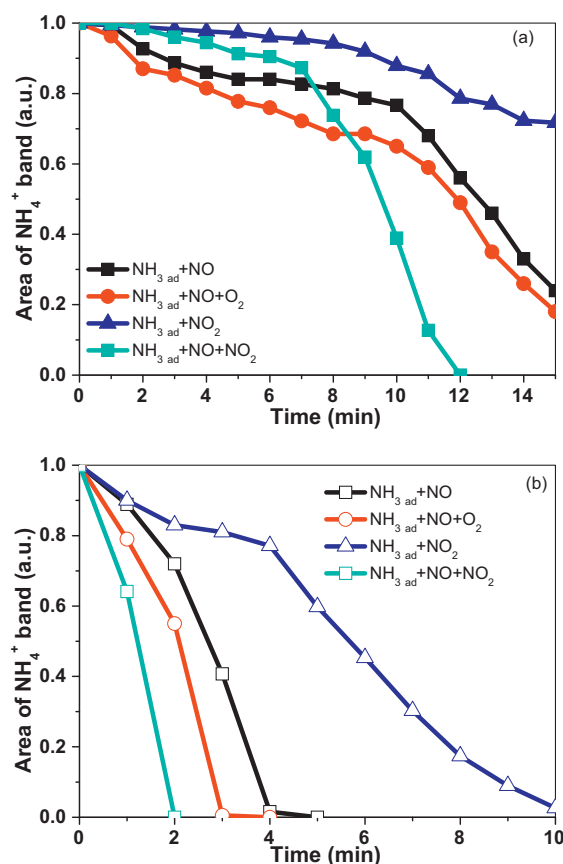 (a)
Area of NH₄⁺ band (a.u.)
1.0
0.8
0.6
0.4
0.2
0.0
NH₃ ad+NO
NH₃ ad+NO+O₂
NH₃ ad+NO₂
NH₃ ad+NO+NO₂
0 2 4 6 8 10 12 14
Time (min)
(b)
Area of NH₄⁺ band (a.u.)
1.0
0.8
0.6
0.4
0.2
0.0
NH₃ ad+NO
NH₃ ad+NO+O₂
NH₃ ad+NO₂
NH₃ ad+NO+NO₂
0 2 4 6 8 10
Time (min)